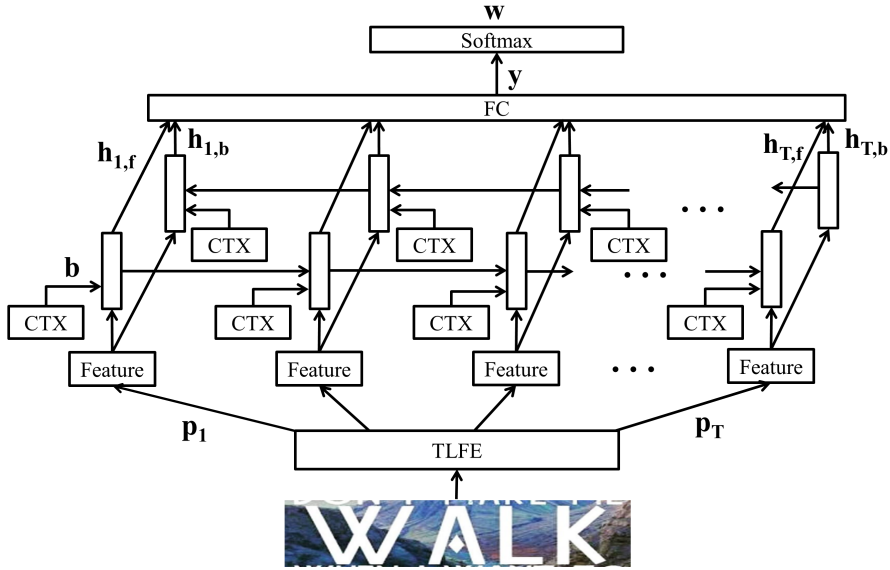 w
Softmax
y
FC
h1,f h1,b hT,f hT,b
CTX CTX CTX
b
CTX CTX CTX CTX
Feature Feature Feature Feature
p1 pT
TLFE
WALK